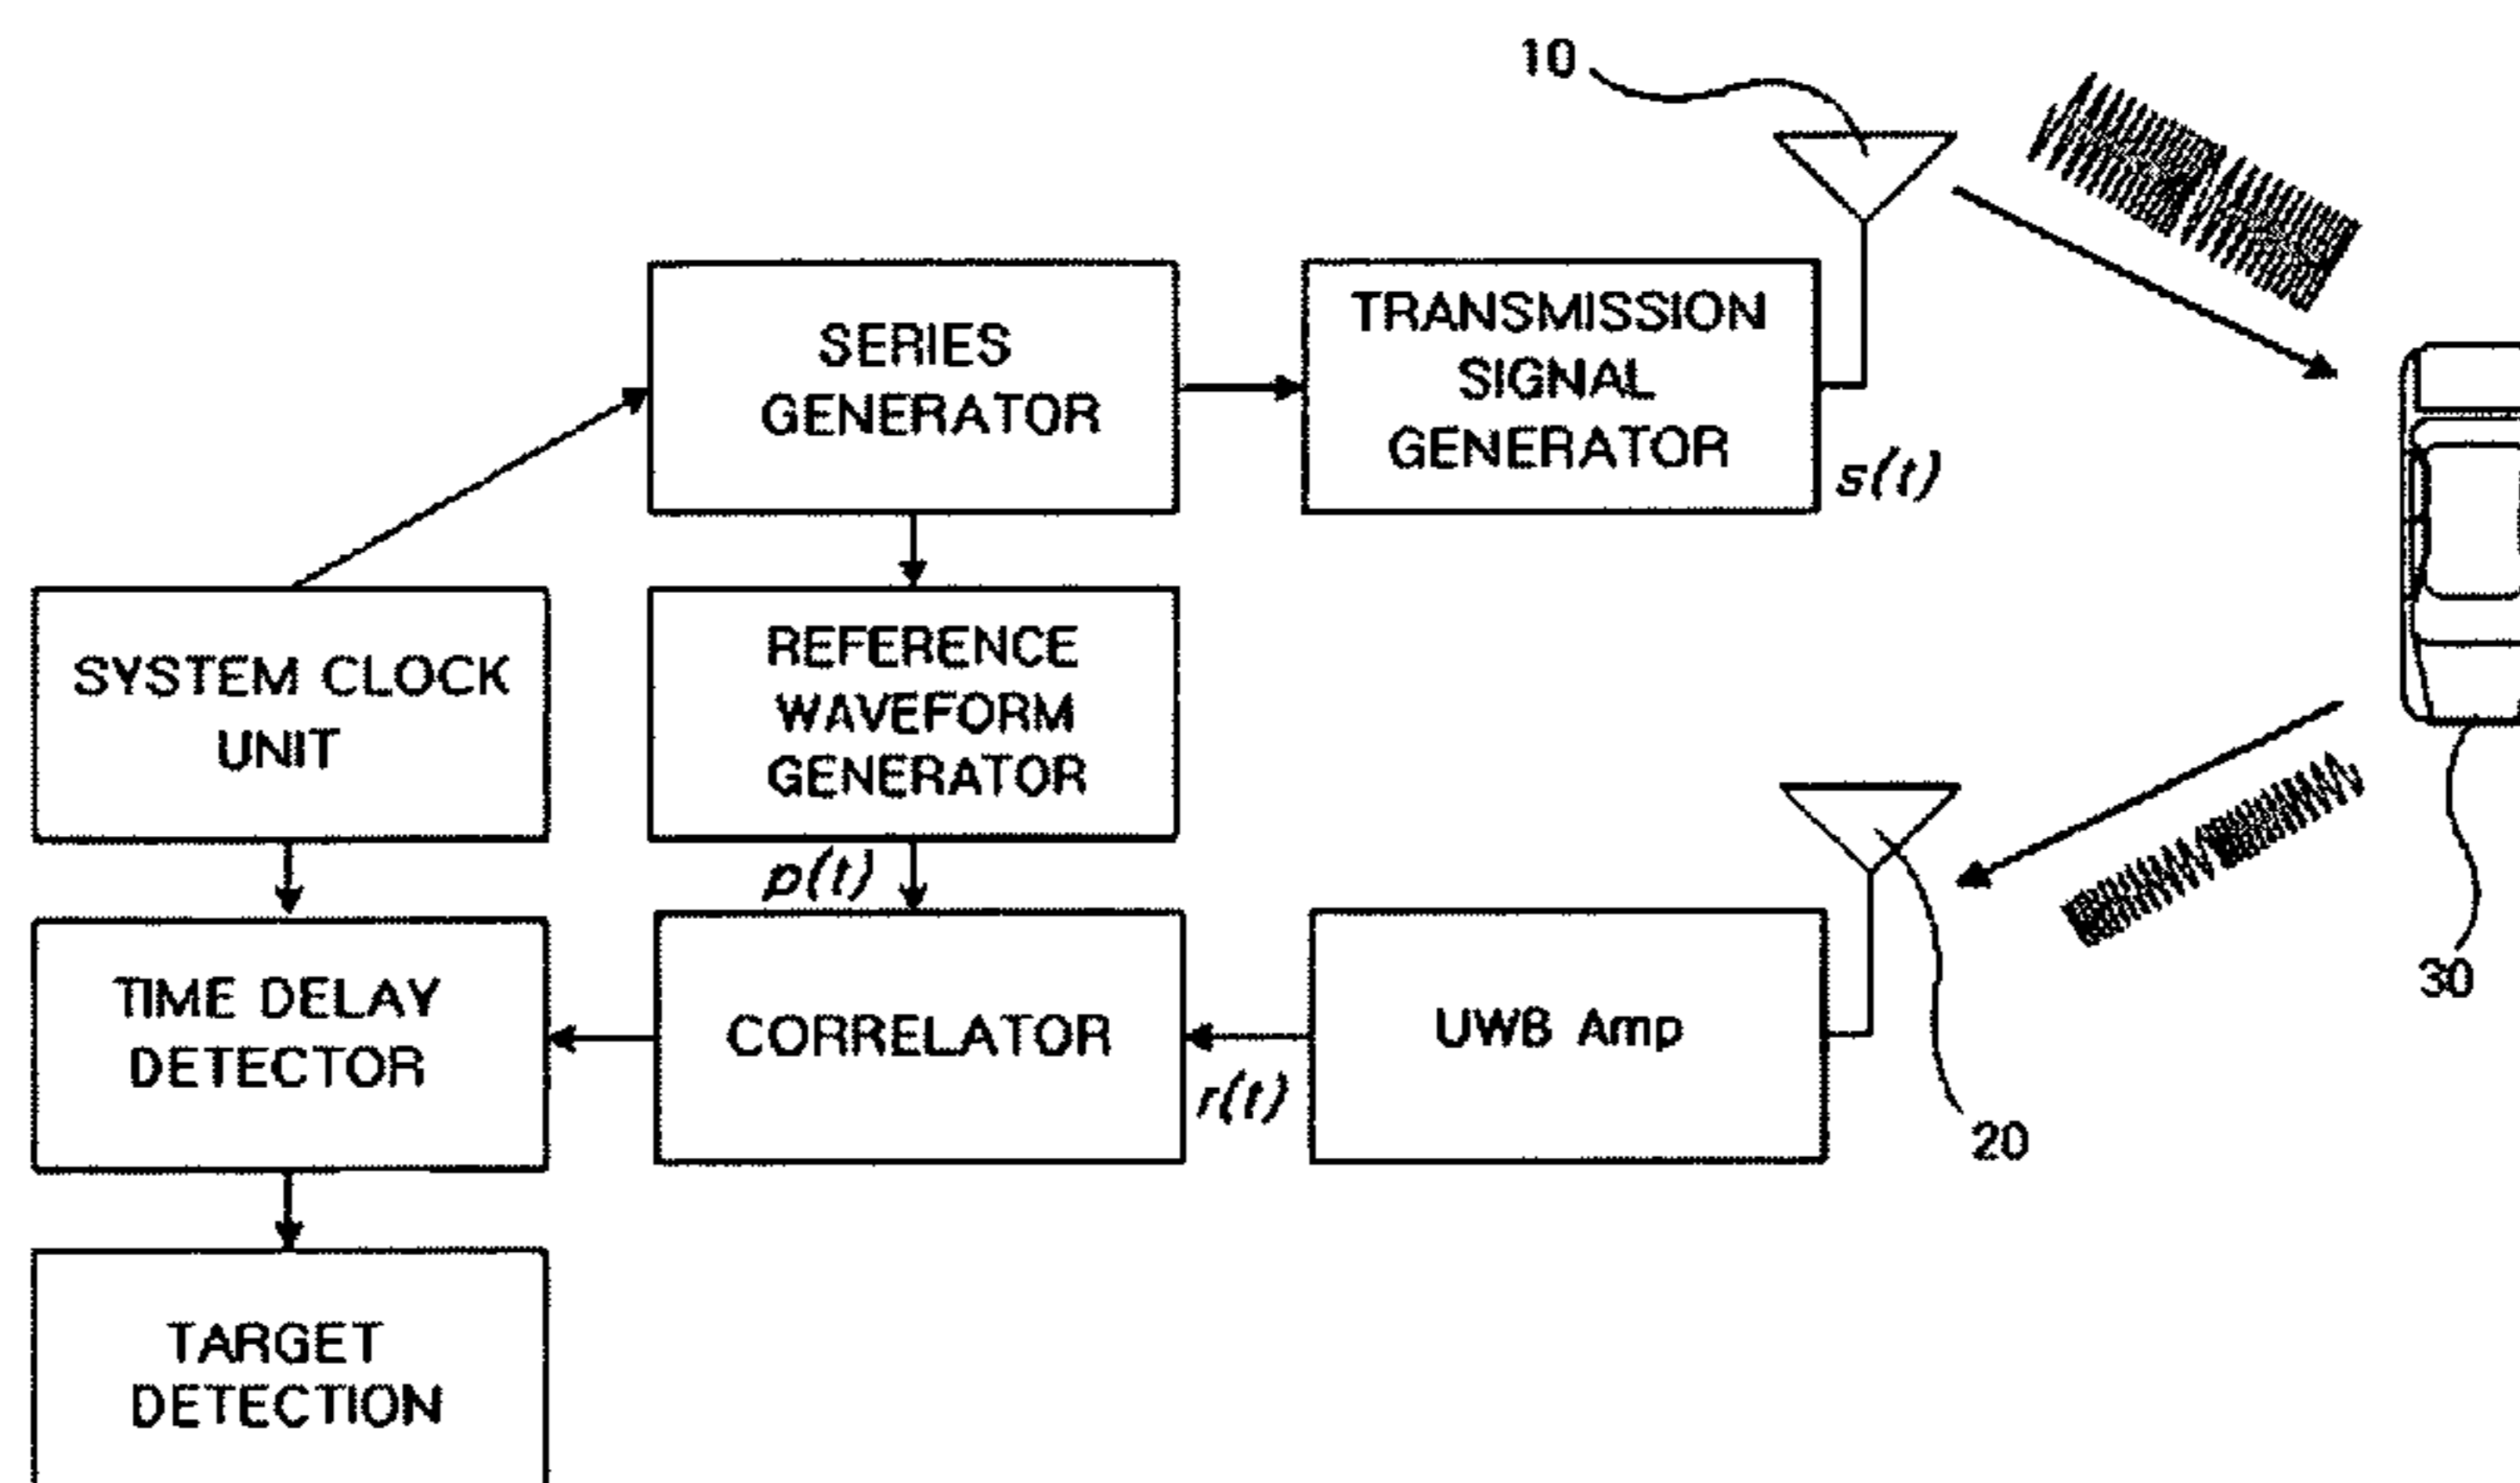 10
SERIES
GENERATOR
TRANSMISSION
SIGNAL
GENERATOR
s(t)
SYSTEM CLOCK
UNIT
REFERENCE
WAVEFORM
GENERATOR
p(t)
TIME DELAY
DETECTOR
CORRELATOR
r(t)
UWB Amp
20
30
TARGET
DETECTION